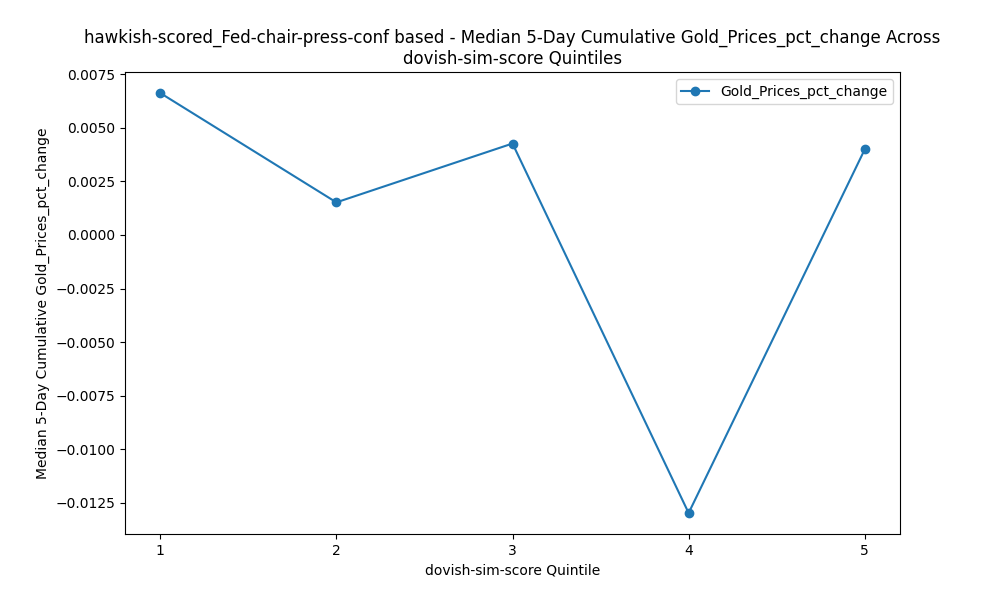 hawkish-scored_Fed-chair-press-conf based - Median 5-Day Cumulative Gold_Prices_pct_change Across
dovish-sim-score Quintiles
Gold_Prices_pct_change
Median 5-Day Cumulative Gold_Prices_pct_change
0.0075
0.0050
0.0025
0.0000
−0.0025
−0.0050
−0.0075
−0.0100
−0.0125
1 2 3 4 5
dovish-sim-score Quintile